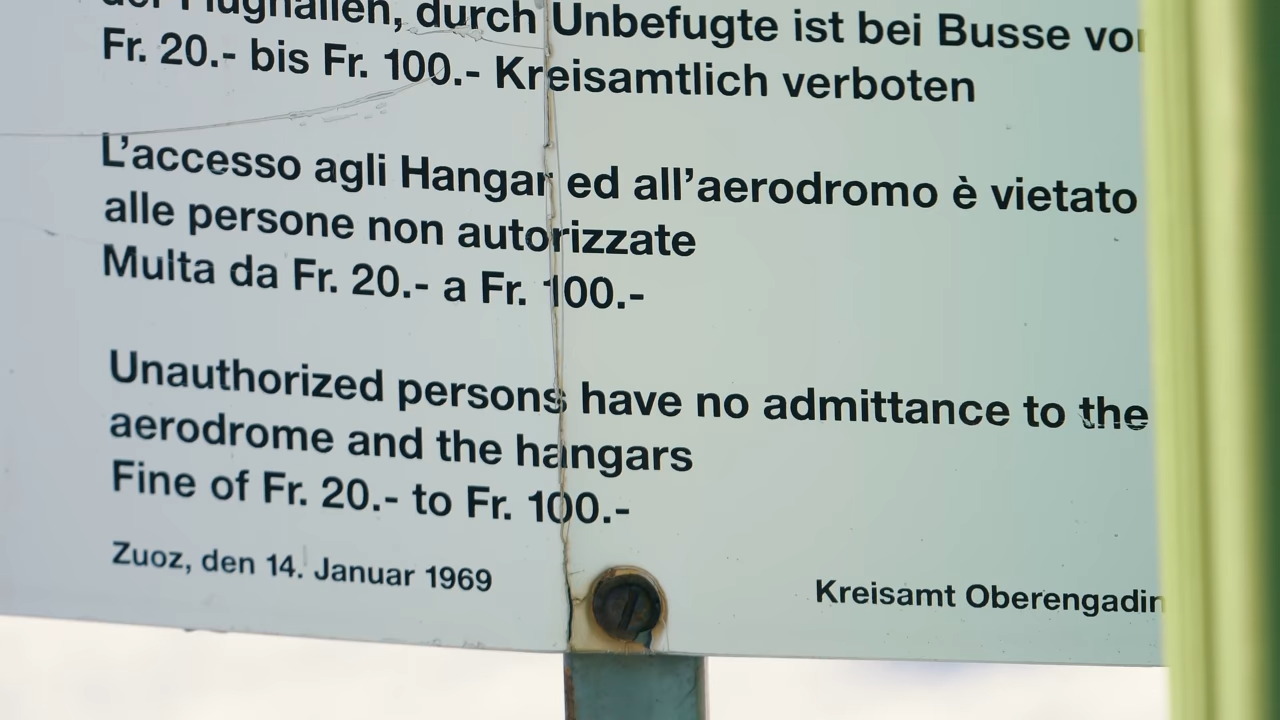 der Flughallen, durch Unbefugte ist bei Busse von
Fr. 20.- bis Fr. 100.- Kreisamtlich verboten
L'accesso agli Hangar ed all'aerodromo è vietato
alle persone non autorizzate
Multa da Fr. 20.- a Fr. 100.-
Unauthorized persons have no admittance to the
aerodrome and the hangars
Fine of Fr. 20.- to Fr. 100.-
Zuoz, den 14. Januar 1969
Kreisamt Oberengadin